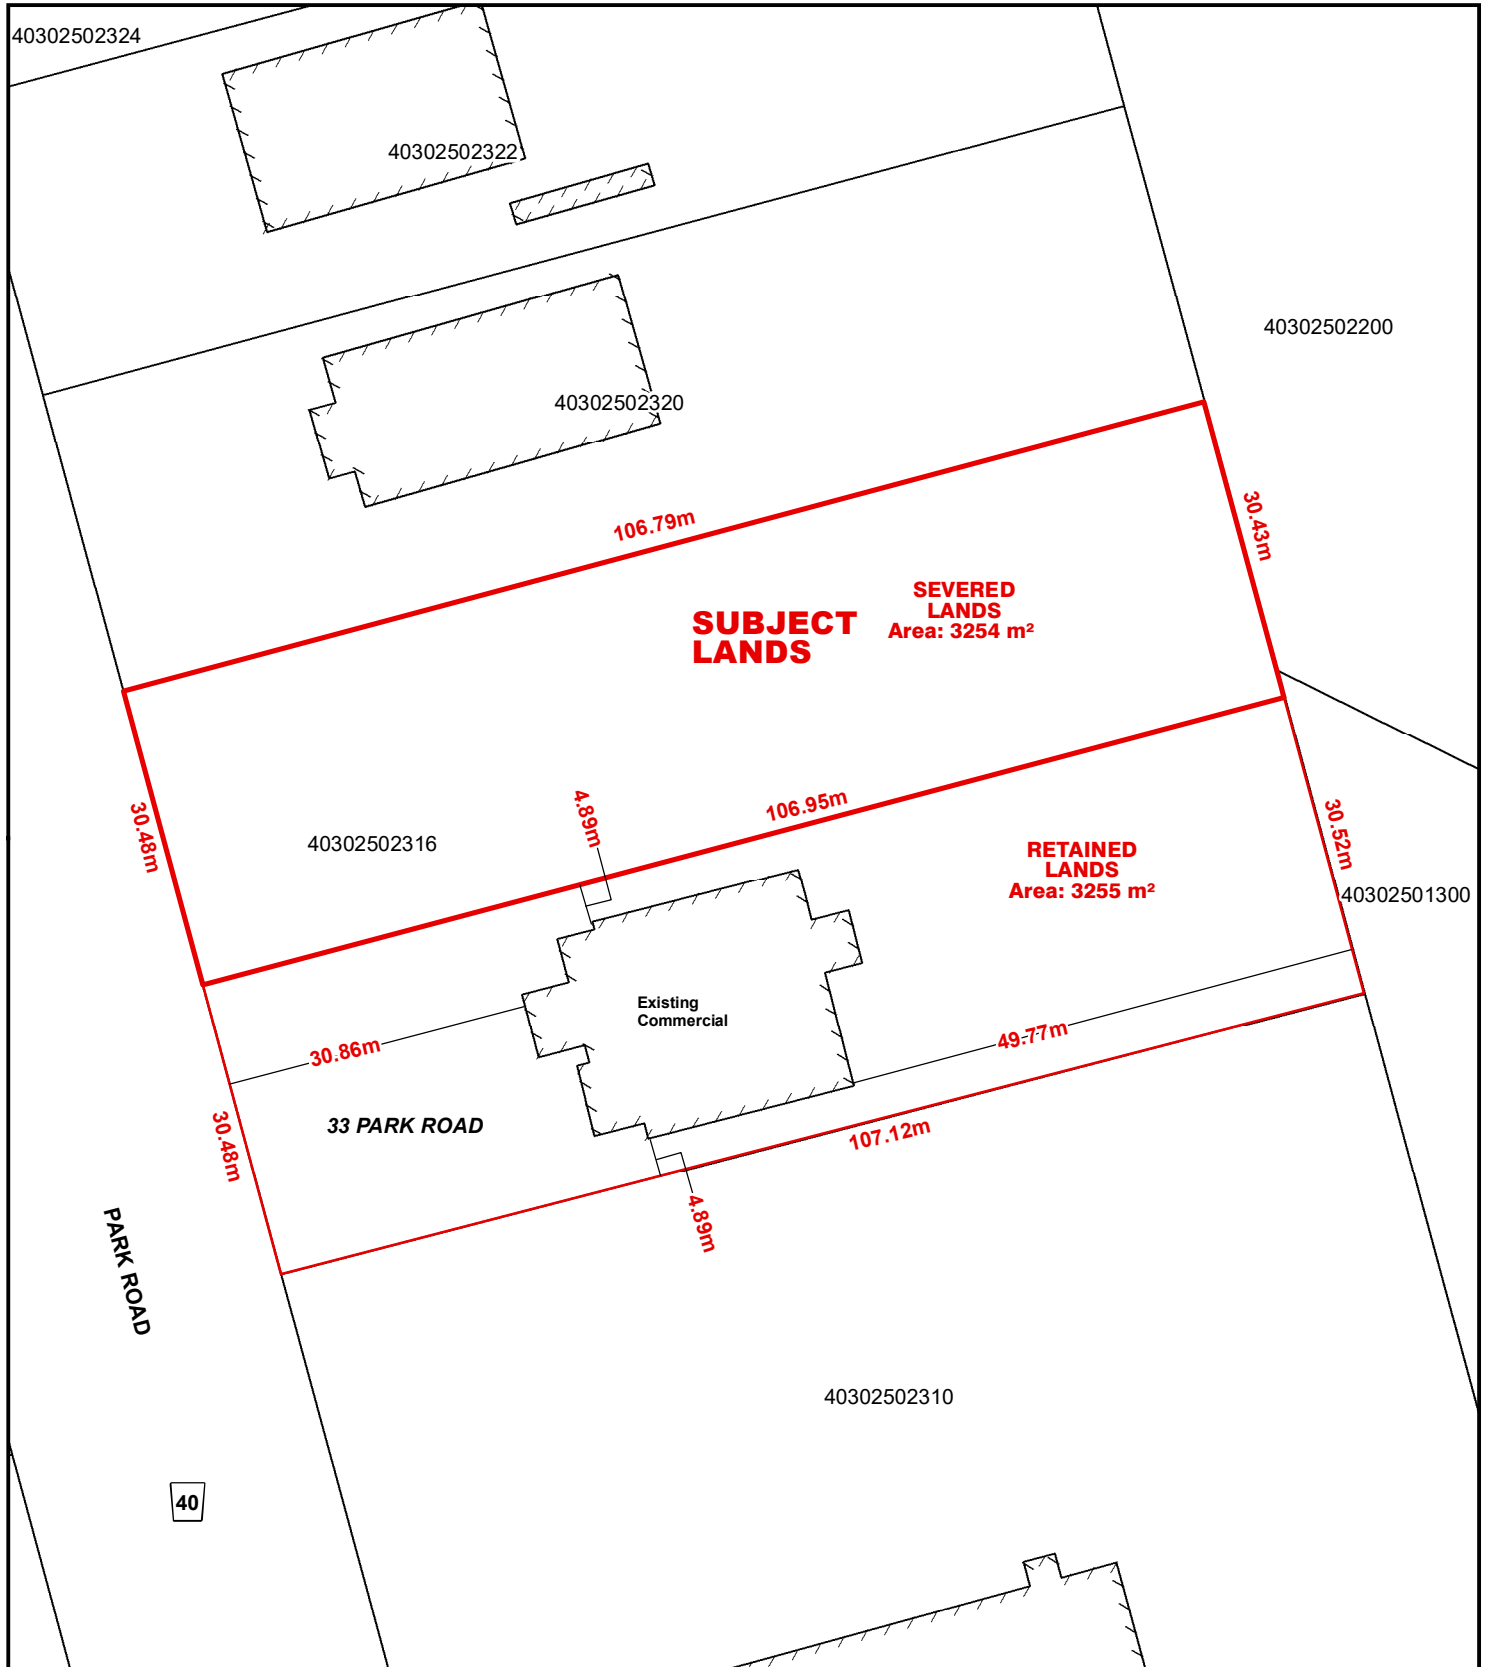 40302502324
40302502322
40302502200
40302502320
106.79m
30.43m
SUBJECT
LANDS
SEVERED
LANDS
Area: 3254 m²
30.48m
40302502316
4.89m
106.95m
30.52m
RETAINED
LANDS
Area: 3255 m²
40302501300
Existing
Commercial
30.86m
49.77m
33 PARK ROAD
30.48m
107.12m
4.89m
PARK ROAD
40302502310
40